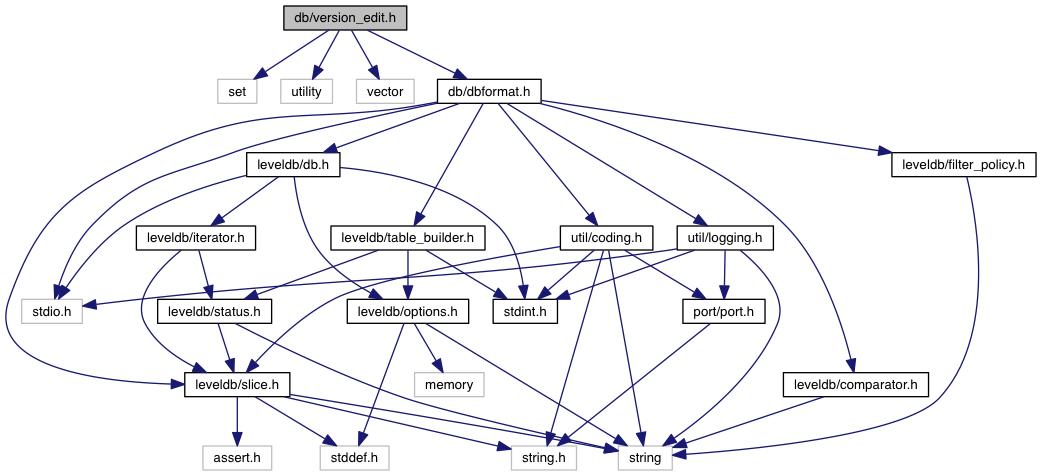 db/version_edit.h
set
utility
vector
db/dbformat.h
leveldb/db.h
leveldb/filter_policy.h
leveldb/iterator.h
leveldb/table_builder.h
util/coding.h
util/logging.h
stdio.h
leveldb/status.h
leveldb/options.h
stdint.h
port/port.h
leveldb/slice.h
memory
leveldb/comparator.h
assert.h
stddef.h
string.h
string